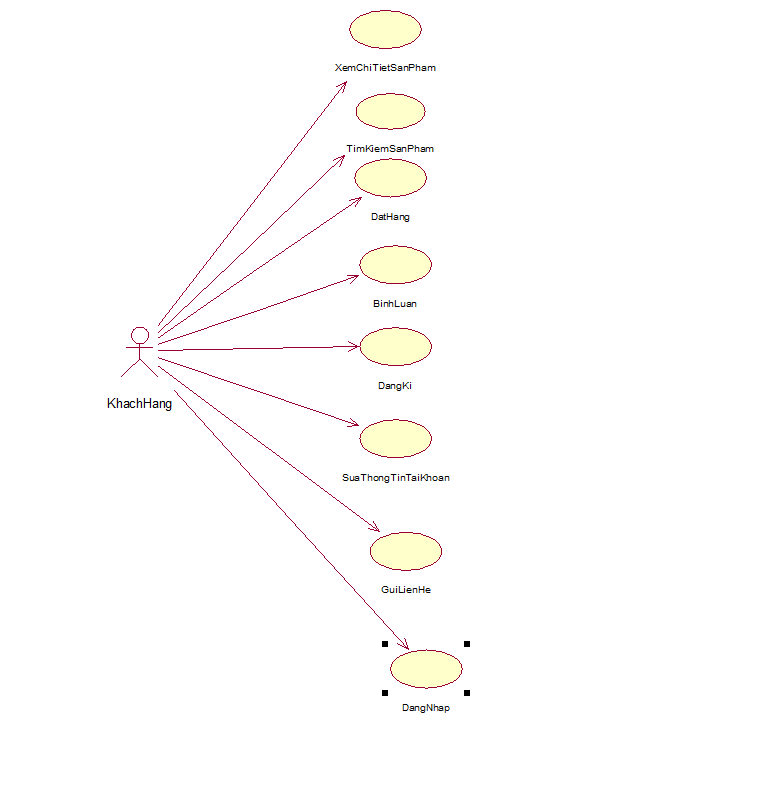 XemChiTietSanPham
TimKiemSanPham
DatHang
BinhLuan
DangKi
KhachHang
SuaThongTinTaiKhoan
GuiLienHe
DangNhap